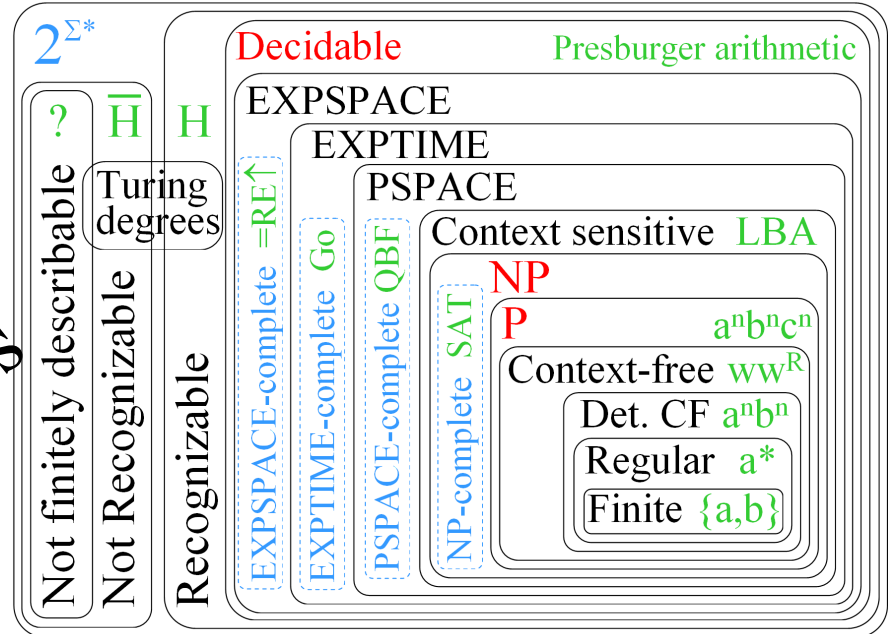 2^Σ*
Decidable
Presburger arithmetic
EXPSPACE
? H̅ H
EXPTIME
Turing
degrees
PSPACE
Context sensitive LBA
NP
P aⁿbⁿcⁿ
Context-free ww^R
Det. CF aⁿbⁿ
Regular a*
Finite {a,b}
Not finitely describable
Not Recognizable
Recognizable
EXPSPACE-complete =RE↑
EXPTIME-complete Go
PSPACE-complete QBF
NP-complete SAT